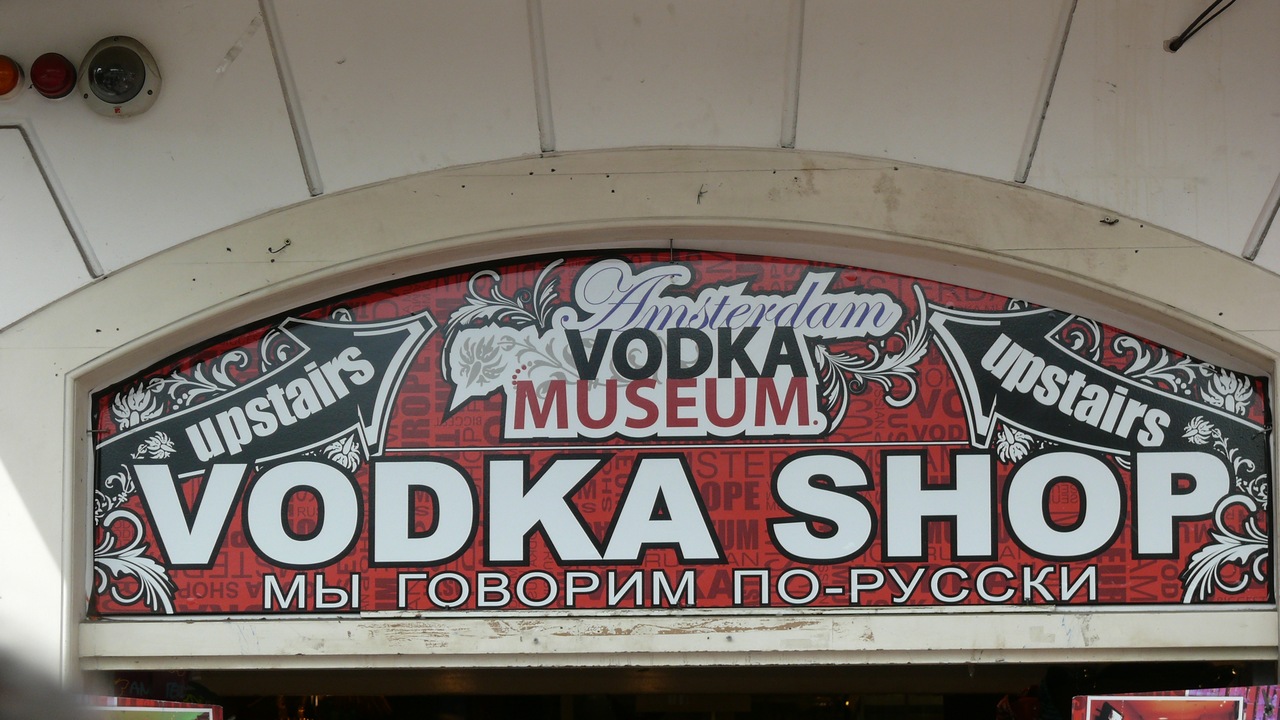 Amsterdam
VODKA
MUSEUM
upstairs
upstairs
VODKA SHOP
МЫ ГОВОРИМ ПО-РУССКИ